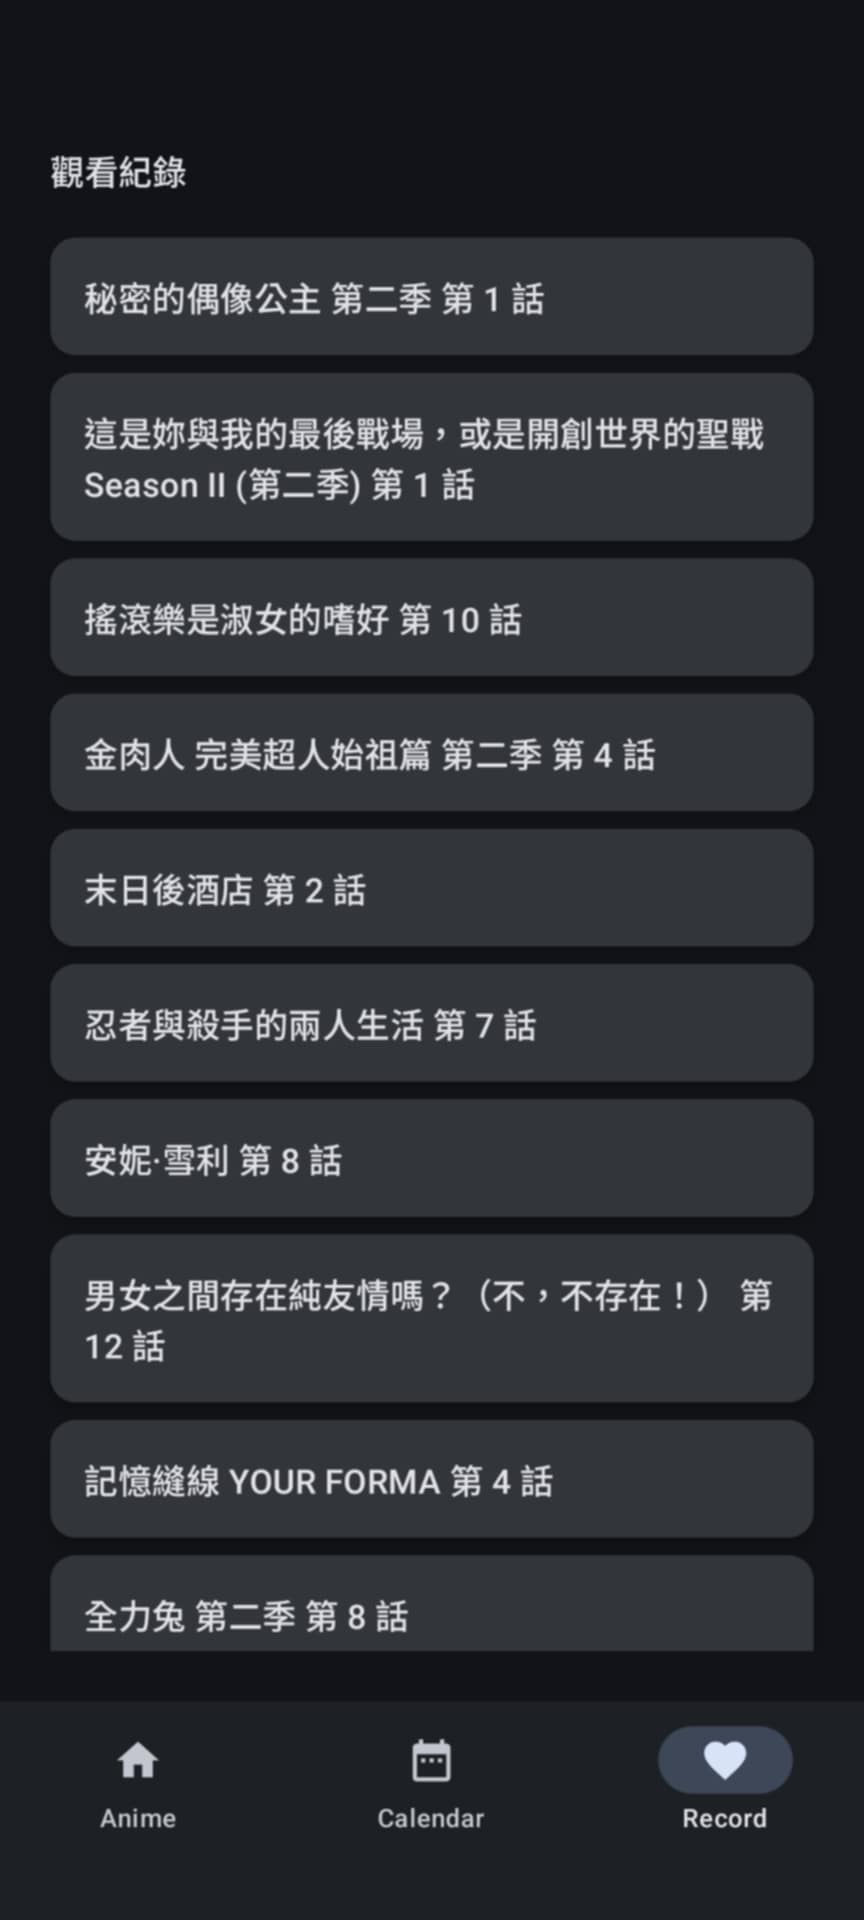 觀看紀錄
秘密的偶像公主 第二季 第 1 話
這是妳與我的最後戰場，或是開創世界的聖戰
Season II (第二季) 第 1 話
搖滾樂是淑女的嗜好 第 10 話
金肉人 完美超人始祖篇 第二季 第 4 話
末日後酒店 第 2 話
忍者與殺手的兩人生活 第 7 話
安妮·雪利 第 8 話
男女之間存在純友情嗎？（不，不存在！） 第
12 話
記憶縫線 YOUR FORMA 第 4 話
全力兔 第二季 第 8 話
Anime
Calendar
Record